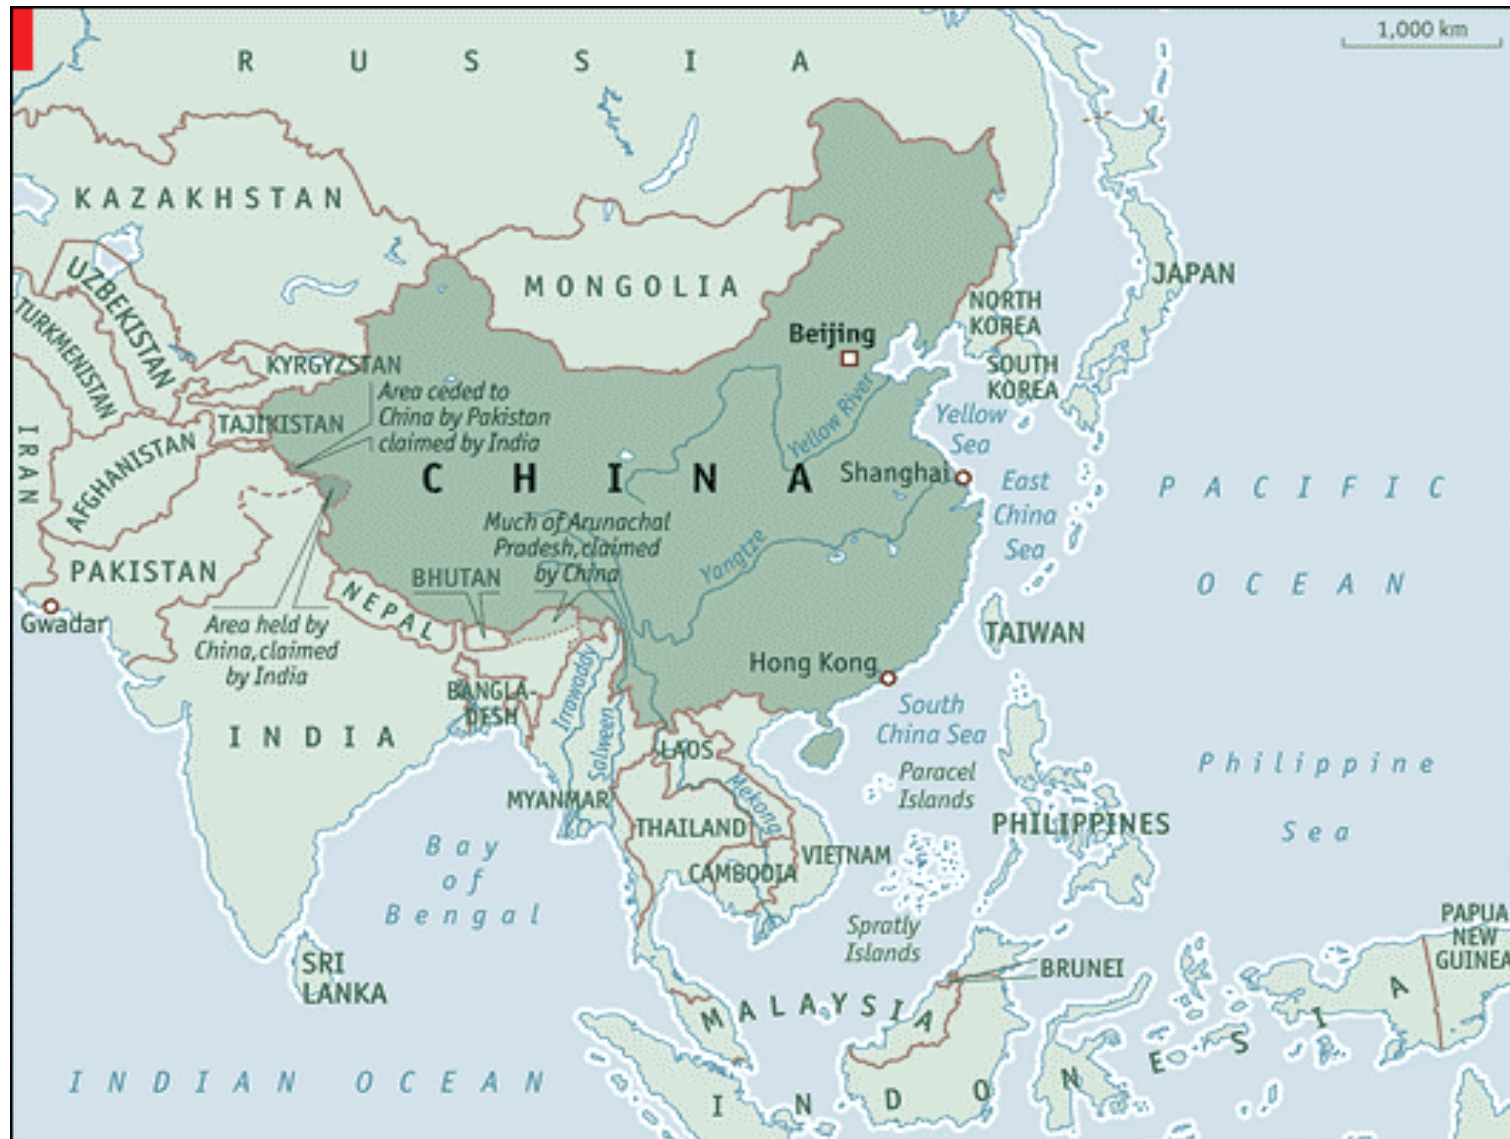 1,000 km
RUSSIA
KAZAKHSTAN
UZBEKISTAN
TURKMENISTAN
MONGOLIA
JAPAN
NORTH
KOREA
Beijing
KYRGYZSTAN
SOUTH
KOREA
Area ceded to
China by Pakistan
claimed by India
TAJIKISTAN
Yellow River
Yellow
Sea
IRAN
AFGHANISTAN
CHINA
Shanghai
East
China
Sea
PACIFIC
OCEAN
Much of Arunachal
Pradesh, claimed
by China
Yangtze
PAKISTAN
BHUTAN
NEPAL
Gwadar
Area held by
China, claimed
by India
TAIWAN
Hong Kong
BANGLA-
DESH
Irrawaddy
Salween
South
China Sea
INDIA
LAOS
Paracel
Islands
Philippine
Sea
MYANMAR
Mekong
THAILAND
PHILIPPINES
VIETNAM
CAMBODIA
Bay
of
Bengal
Spratly
Islands
PAPUA
NEW
GUINEA
SRI
LANKA
BRUNEI
MALAYSIA
INDIAN OCEAN
INDONESIA